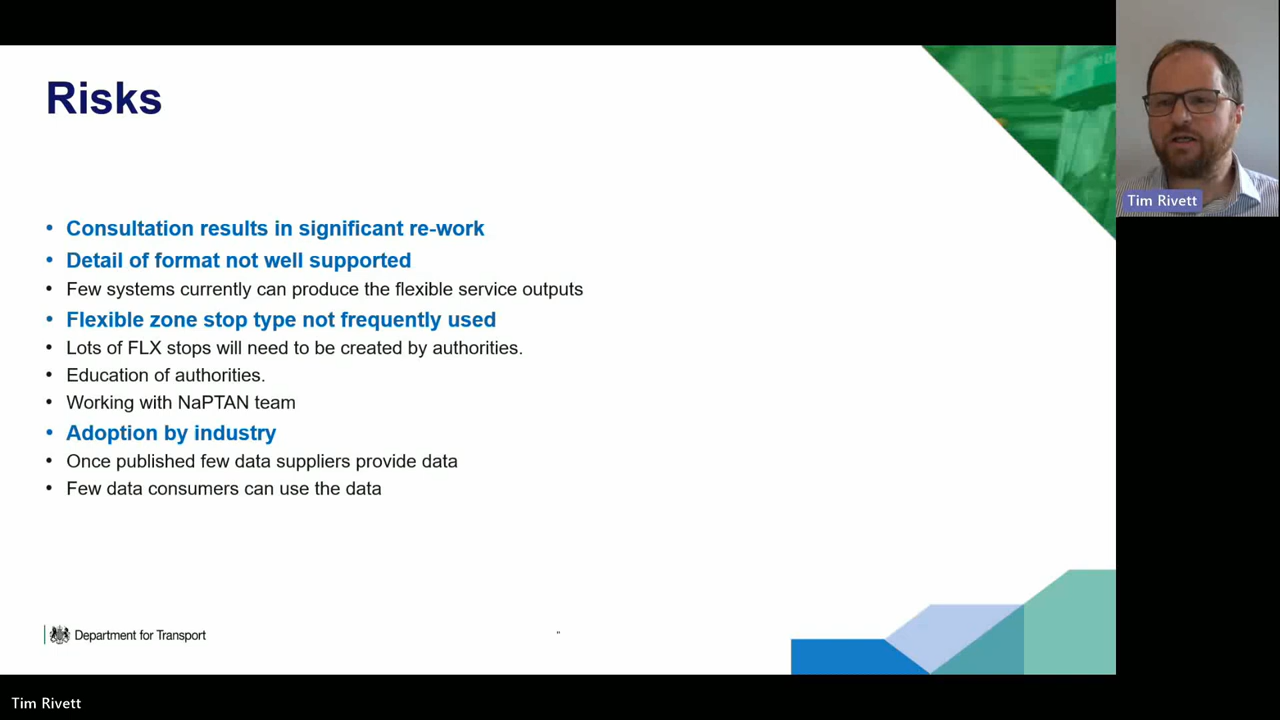 Risks
• Consultation results in significant re-work
• Detail of format not well supported
• Few systems currently can produce the flexible service outputs
• Flexible zone stop type not frequently used
• Lots of FLX stops will need to be created by authorities.
• Education of authorities.
• Working with NaPTAN team
• Adoption by industry
• Once published few data suppliers provide data
• Few data consumers can use the data
Department for Transport
Tim Rivett
Tim Rivett